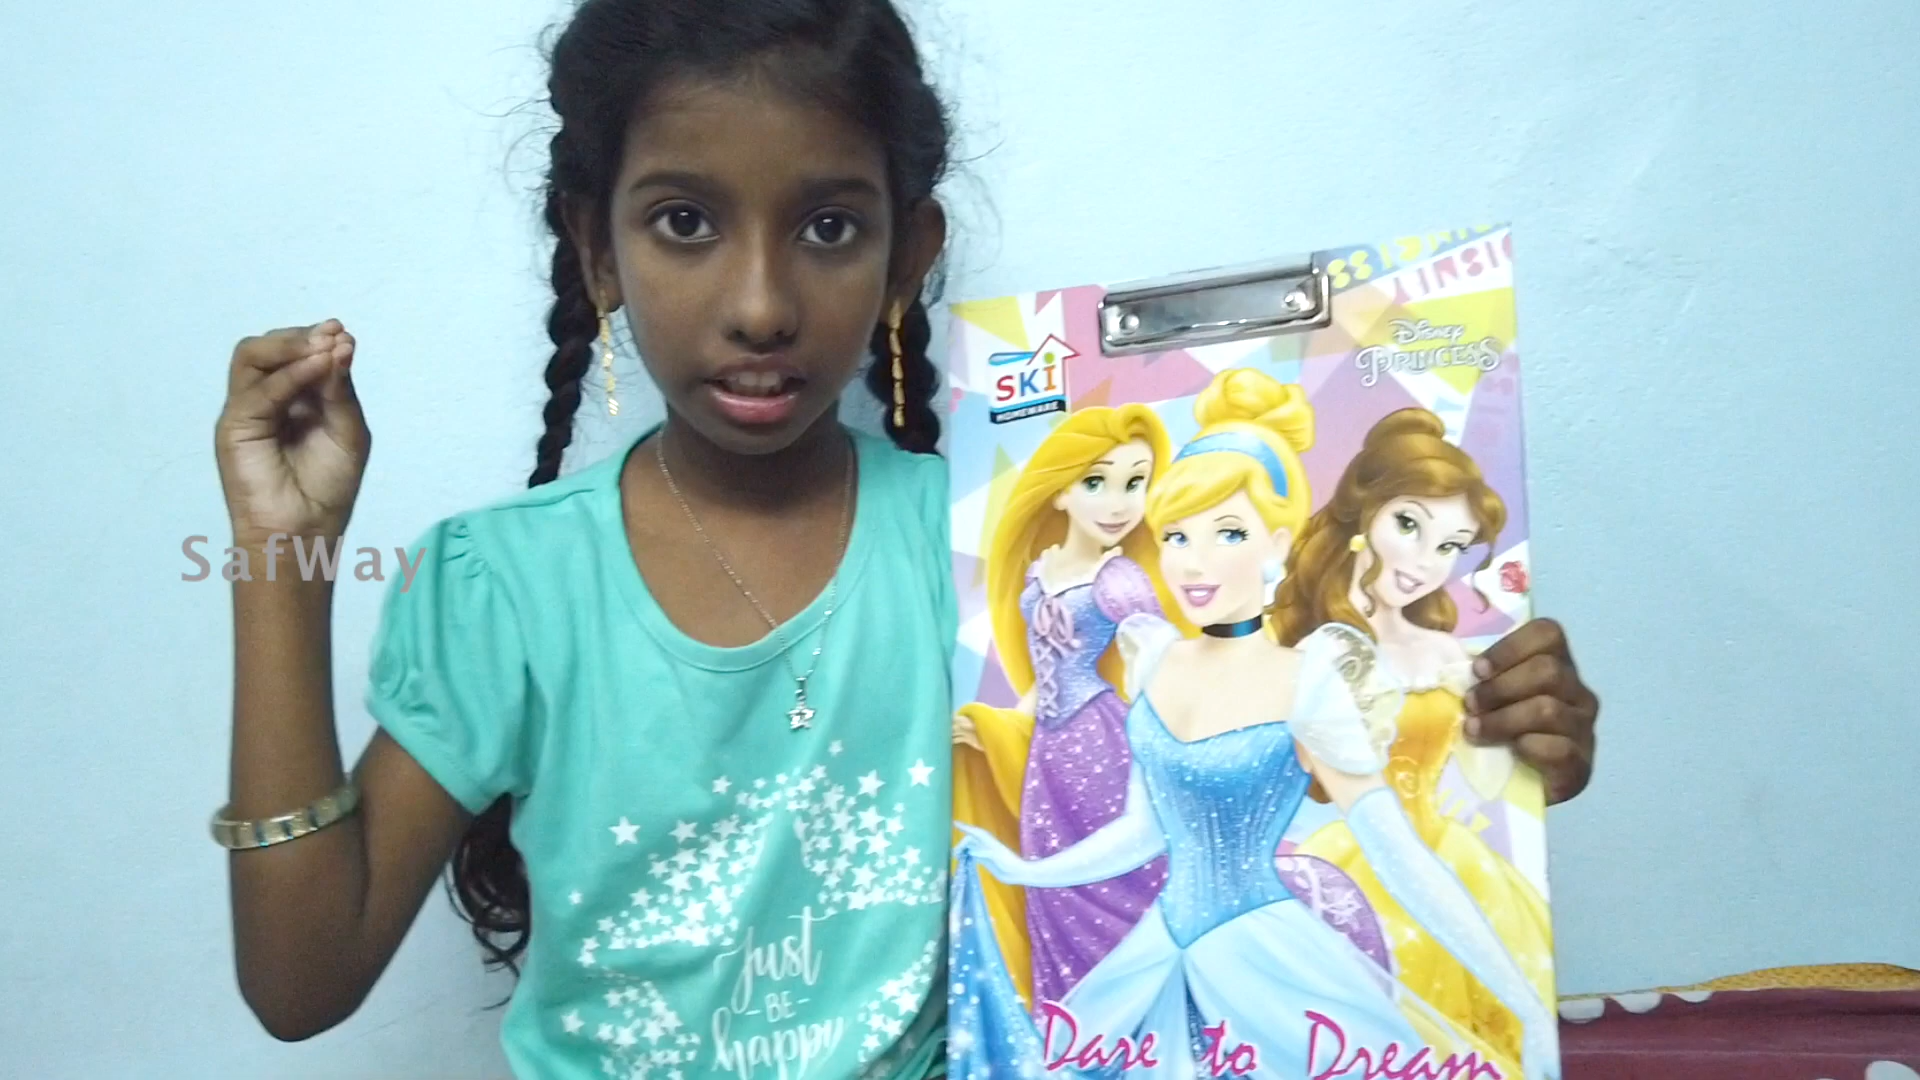 SafWay
SKi
HOMEWARE
Disney
PRINCESS
Just
BE
happy
Dare to Dream